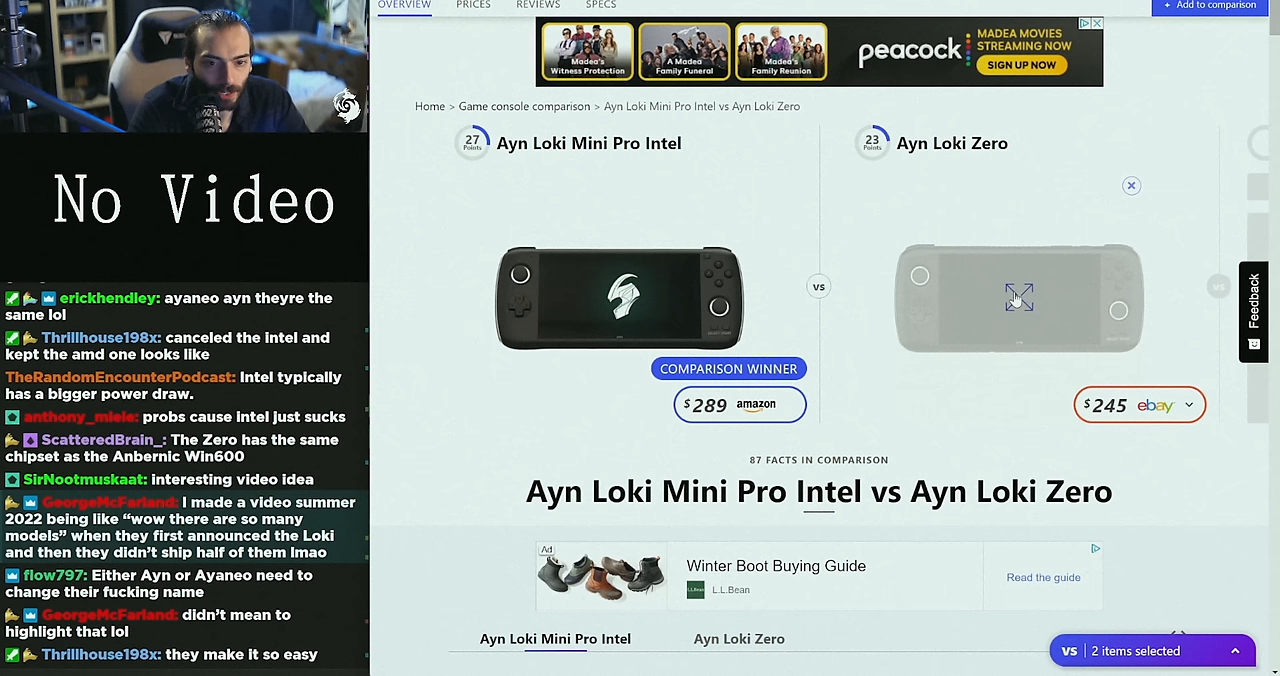 No Video
erickhendley: ayaneo ayn theyre the
same lol
Thrillhouse198x: canceled the intel and
kept the amd one looks like
TheRandomEncounterPodcast: Intel typically
has a bigger power draw.
anthony_miele: probs cause intel just sucks
ScatteredBrain_: The Zero has the same
chipset as the Anbernic Win600
SirNootmuskaat: interesting video idea
GeorgeMcFarland: I made a video summer
2022 being like “wow there are so many
models” when they first announced the Loki
and then they didn’t ship half of them lmao
flow797: Either Ayn or Ayaneo need to
change their fucking name
GeorgeMcFarland: didn’t mean to
highlight that lol
Thrillhouse198x: they make it so easy
OVERVIEW PRICES REVIEWS SPECS
+ Add to comparison
Madea's
Witness Protection
A Madea
Family Funeral
Madea's
Family Reunion
peacock
MADEA MOVIES
STREAMING NOW
SIGN UP NOW
Home > Game console comparison > Ayn Loki Mini Pro Intel vs Ayn Loki Zero
27
Points
Ayn Loki Mini Pro Intel
23
Points
Ayn Loki Zero
vs
vs
COMPARISON WINNER
$289 amazon
$245 ebay
Feedback
87 FACTS IN COMPARISON
Ayn Loki Mini Pro Intel vs Ayn Loki Zero
Ad
Winter Boot Buying Guide
L.L.Bean
L.L.Bean
Read the guide
Ayn Loki Mini Pro Intel
Ayn Loki Zero
VS 2 items selected